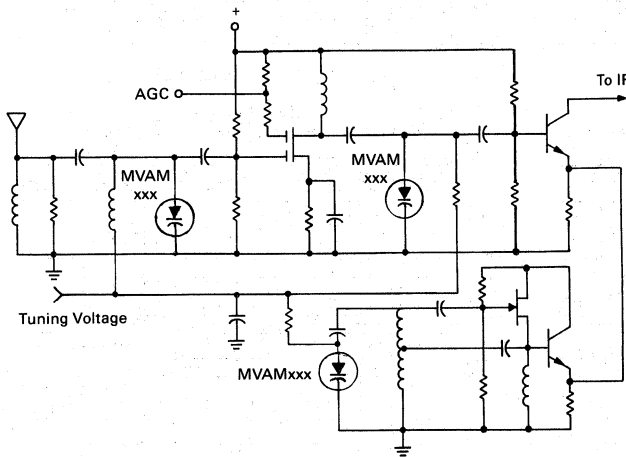 +
AGC
To IF
MVAM
xxx
MVAM
xxx
Tuning Voltage
MVAMxxx